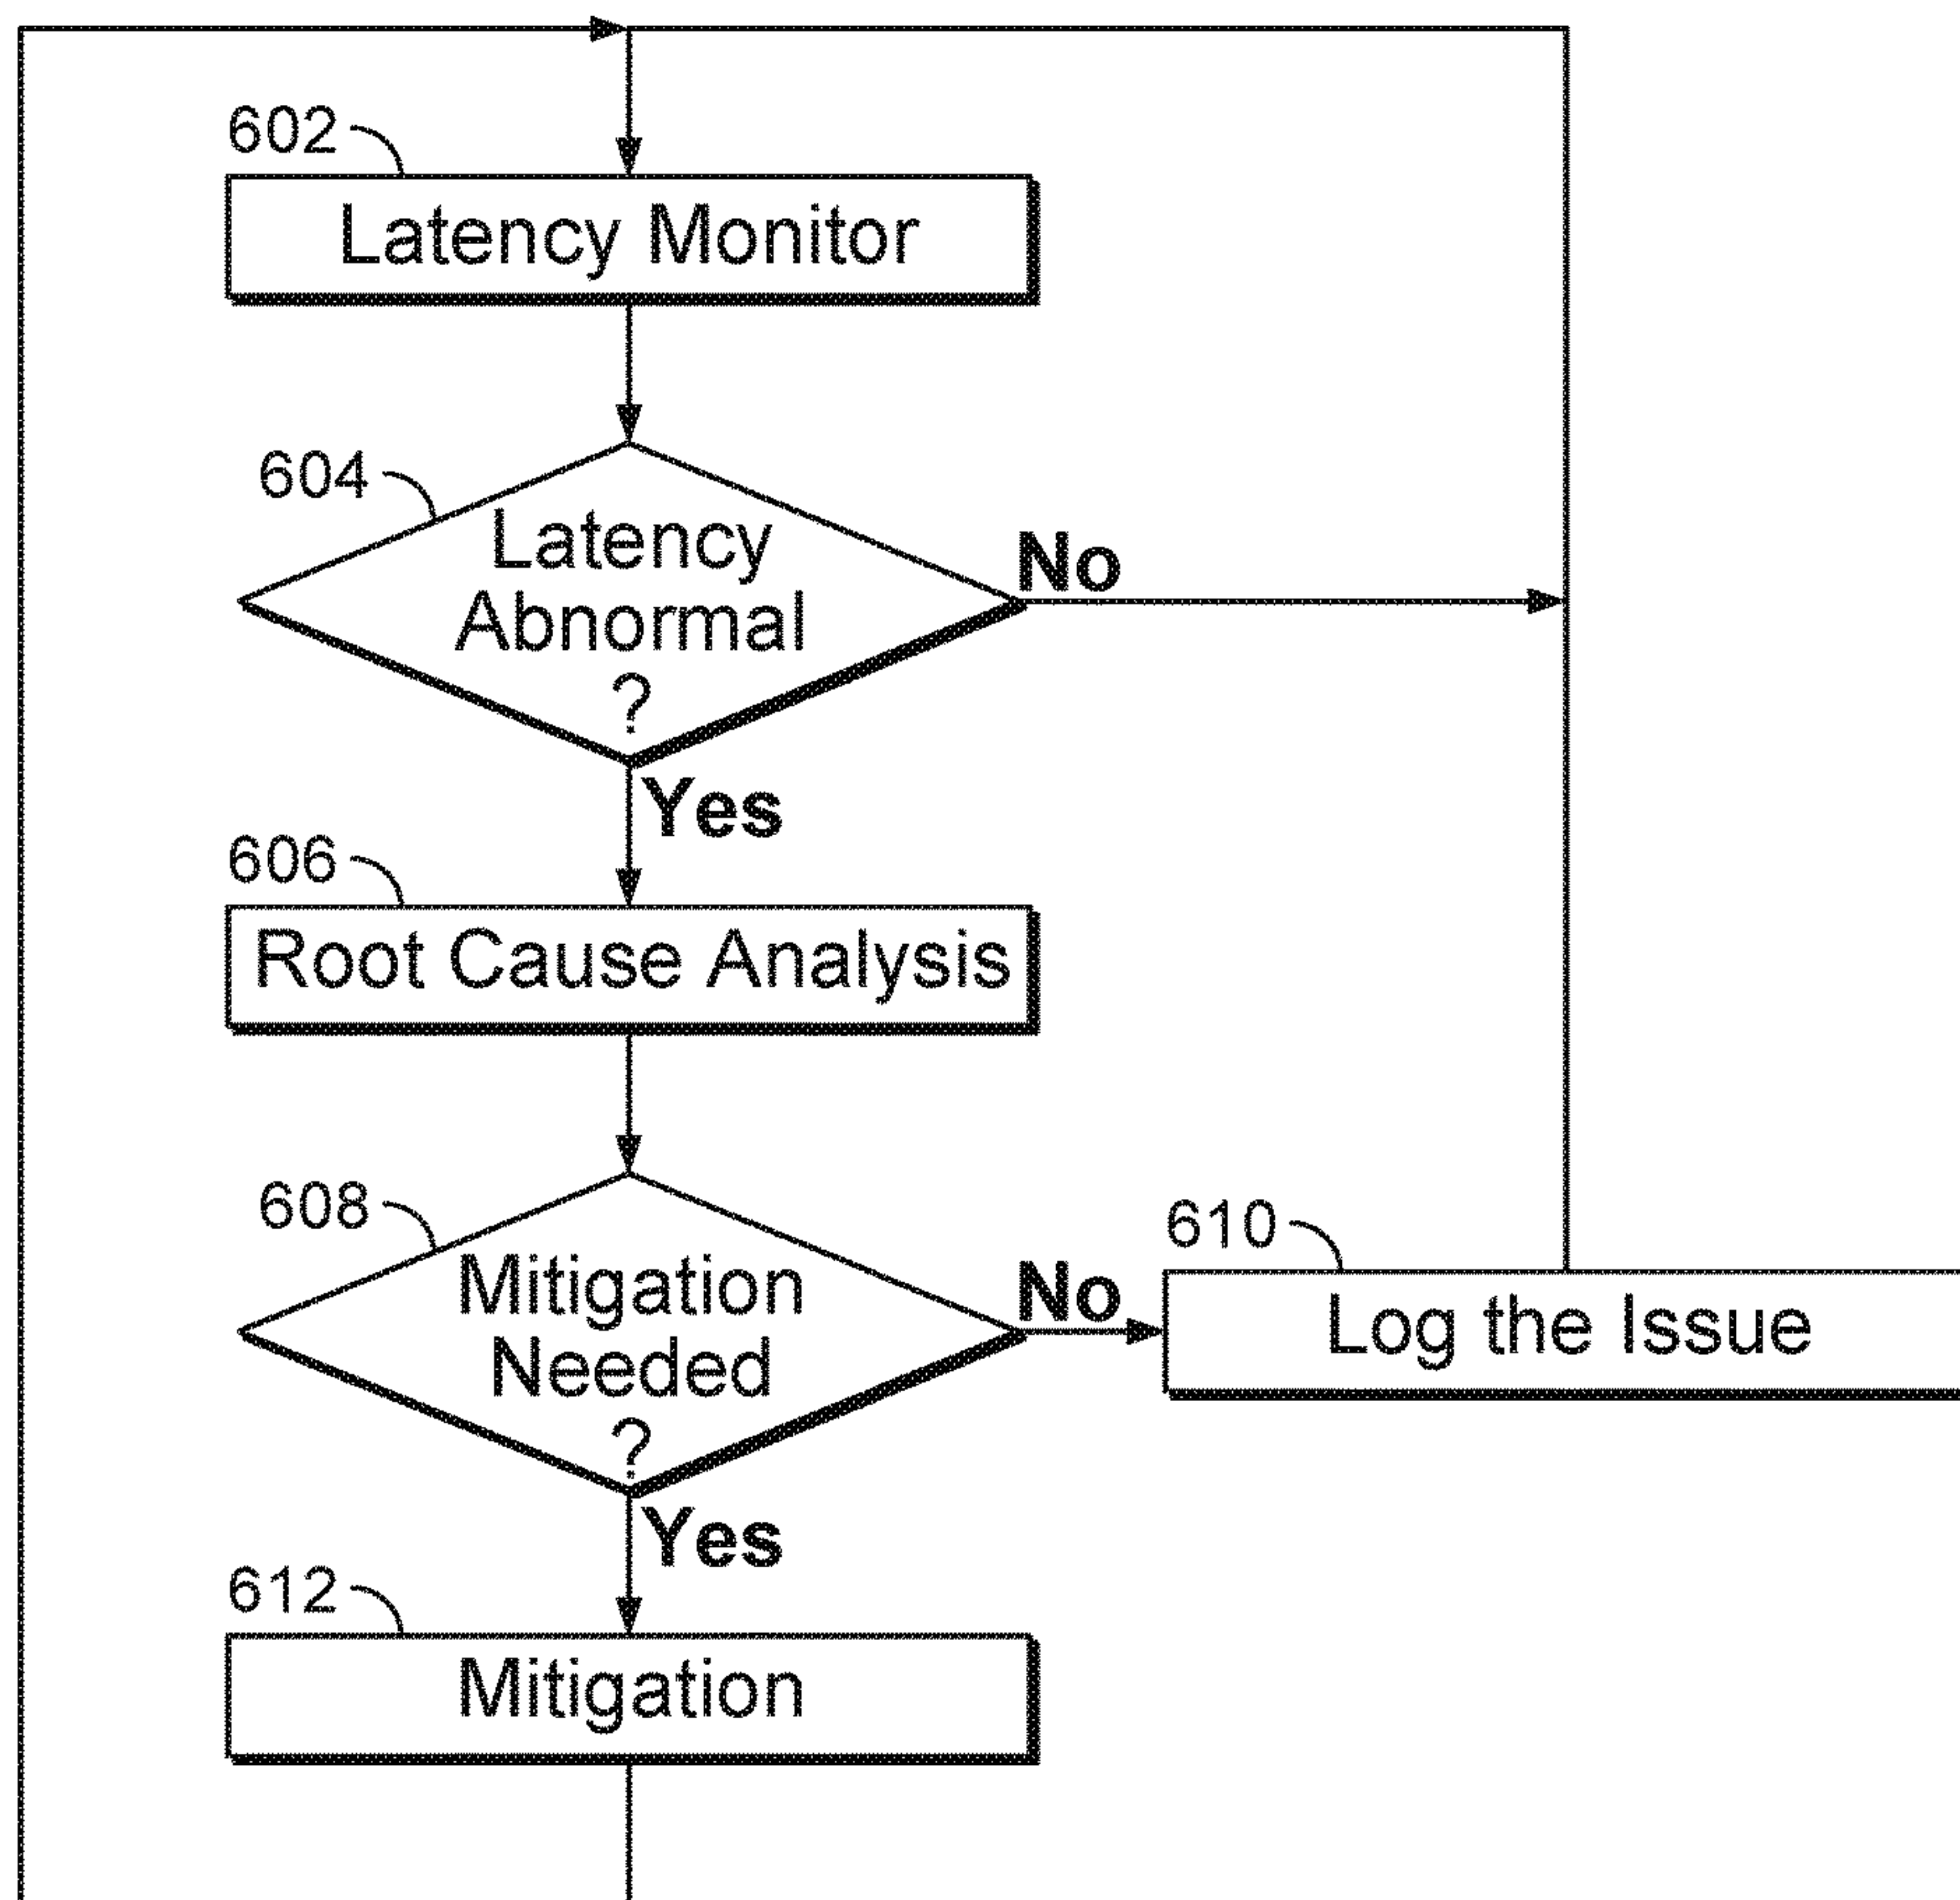 602
Latency Monitor
604
Latency
Abnormal
?
No
Yes
606
Root Cause Analysis
608
Mitigation
Needed
?
No
610
Log the Issue
Yes
612
Mitigation